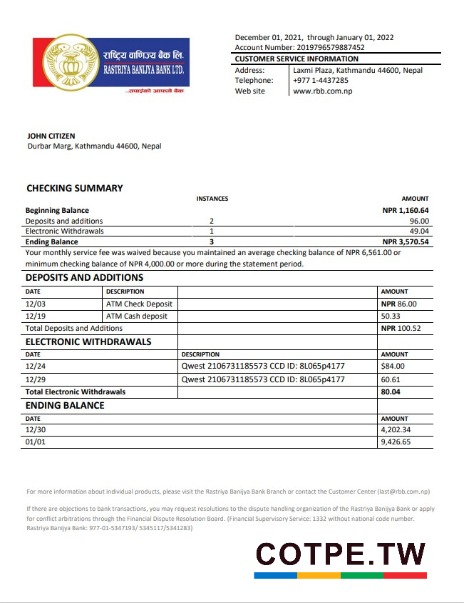 राष्ट्रिय वाणिज्य बैंक लि.
RASTRIYA BANIJYA BANK LTD.
...तपाईंको आफ्नै बैंक
December 01, 2021, through January 01, 2022
Account Number: 2019796579887452
CUSTOMER SERVICE INFORMATION
Address: Laxmi Plaza, Kathmandu 44600, Nepal
Telephone: +977 1-4437285
Web site www.rbb.com.np
JOHN CITIZEN
Durbar Marg, Kathmandu 44600, Nepal
CHECKING SUMMARY
INSTANCES AMOUNT
Beginning Balance NPR 1,160.64
Deposits and additions 2 96.00
Electronic Withdrawals 1 49.04
Ending Balance 3 NPR 3,570.54
Your monthly service fee was waived because you maintained an average checking balance of NPR 6,561.00 or
minimum checking balance of NPR 4,000.00 or more during the statement period.
DEPOSITS AND ADDITIONS
DATE DESCRIPTION AMOUNT
12/03 ATM Check Deposit NPR 86.00
12/19 ATM Cash deposit 50.33
Total Deposits and Additions NPR 100.52
ELECTRONIC WITHDRAWALS
DATE DESCRIPTION AMOUNT
12/24 Qwest 2106731185573 CCD ID: 8L065p4177 $84.00
12/29 Qwest 2106731185573 CCD ID: 8L065p4177 60.61
Total Electronic Withdrawals 80.04
ENDING BALANCE
DATE AMOUNT
12/30 4,202.34
01/01 9,426.65
For more information about individual products, please visit the Rastriya Banijya Bank Branch or contact the Customer Center (last@rbb.com.np)
If there are objections to bank transactions, you may request resolutions to the dispute handling organization of the Rastriya Banijya Bank or apply
for conflict arbitrations through the Financial Dispute Resolution Board. (Financial Supervisory Service: 1332 without national code number.
Rastriya Banijya Bank: 977-01-5347193/ 5345117/5341283)
COTPE.TW